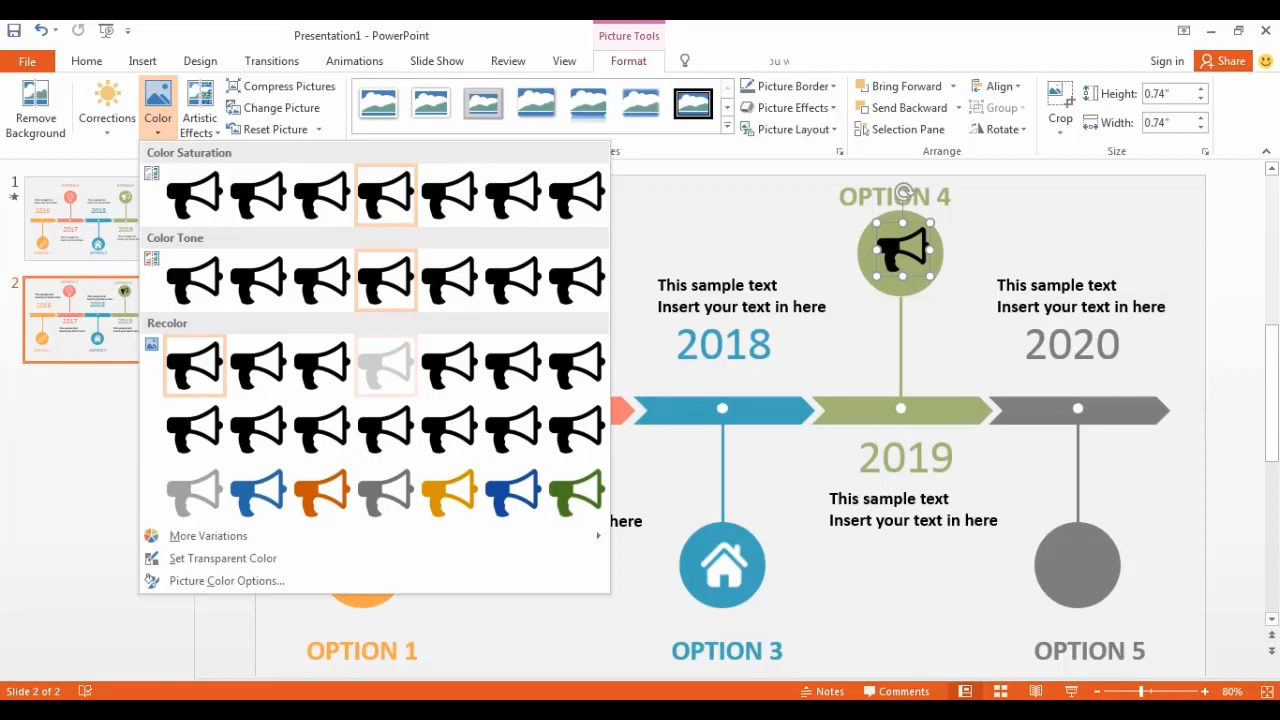 Presentation1 - PowerPoint
Picture Tools
File
Home
Insert
Design
Transitions
Animations
Slide Show
Review
View
Format
Sign in
Share
Remove
Background
Corrections
Color
Artistic
Effects
Compress Pictures
Change Picture
Reset Picture
Picture Border
Picture Effects
Picture Layout
Bring Forward
Send Backward
Selection Pane
Align
Group
Rotate
Crop
Height:
0.74"
Width:
0.74"
Arrange
Size
Color Saturation
Color Tone
Recolor
More Variations
Set Transparent Color
Picture Color Options...
1
2
OPTION 4
This sample text
Insert your text in here
2018
This sample text
Insert your text in here
2020
2019
This sample text
Insert your text in here
here
OPTION 1
OPTION 3
OPTION 5
Slide 2 of 2
Notes
Comments
80%